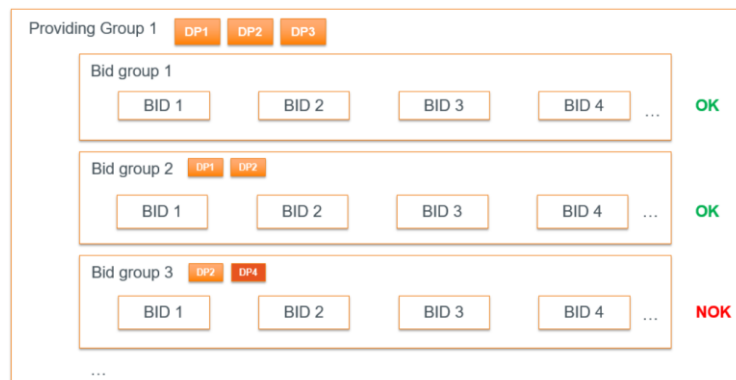 Providing Group 1 DP1 DP2 DP3
Bid group 1
BID 1 BID 2 BID 3 BID 4 ... OK
Bid group 2 DP1 DP2
BID 1 BID 2 BID 3 BID 4 ... OK
Bid group 3 DP2 DP4
BID 1 BID 2 BID 3 BID 4 ... NOK
...